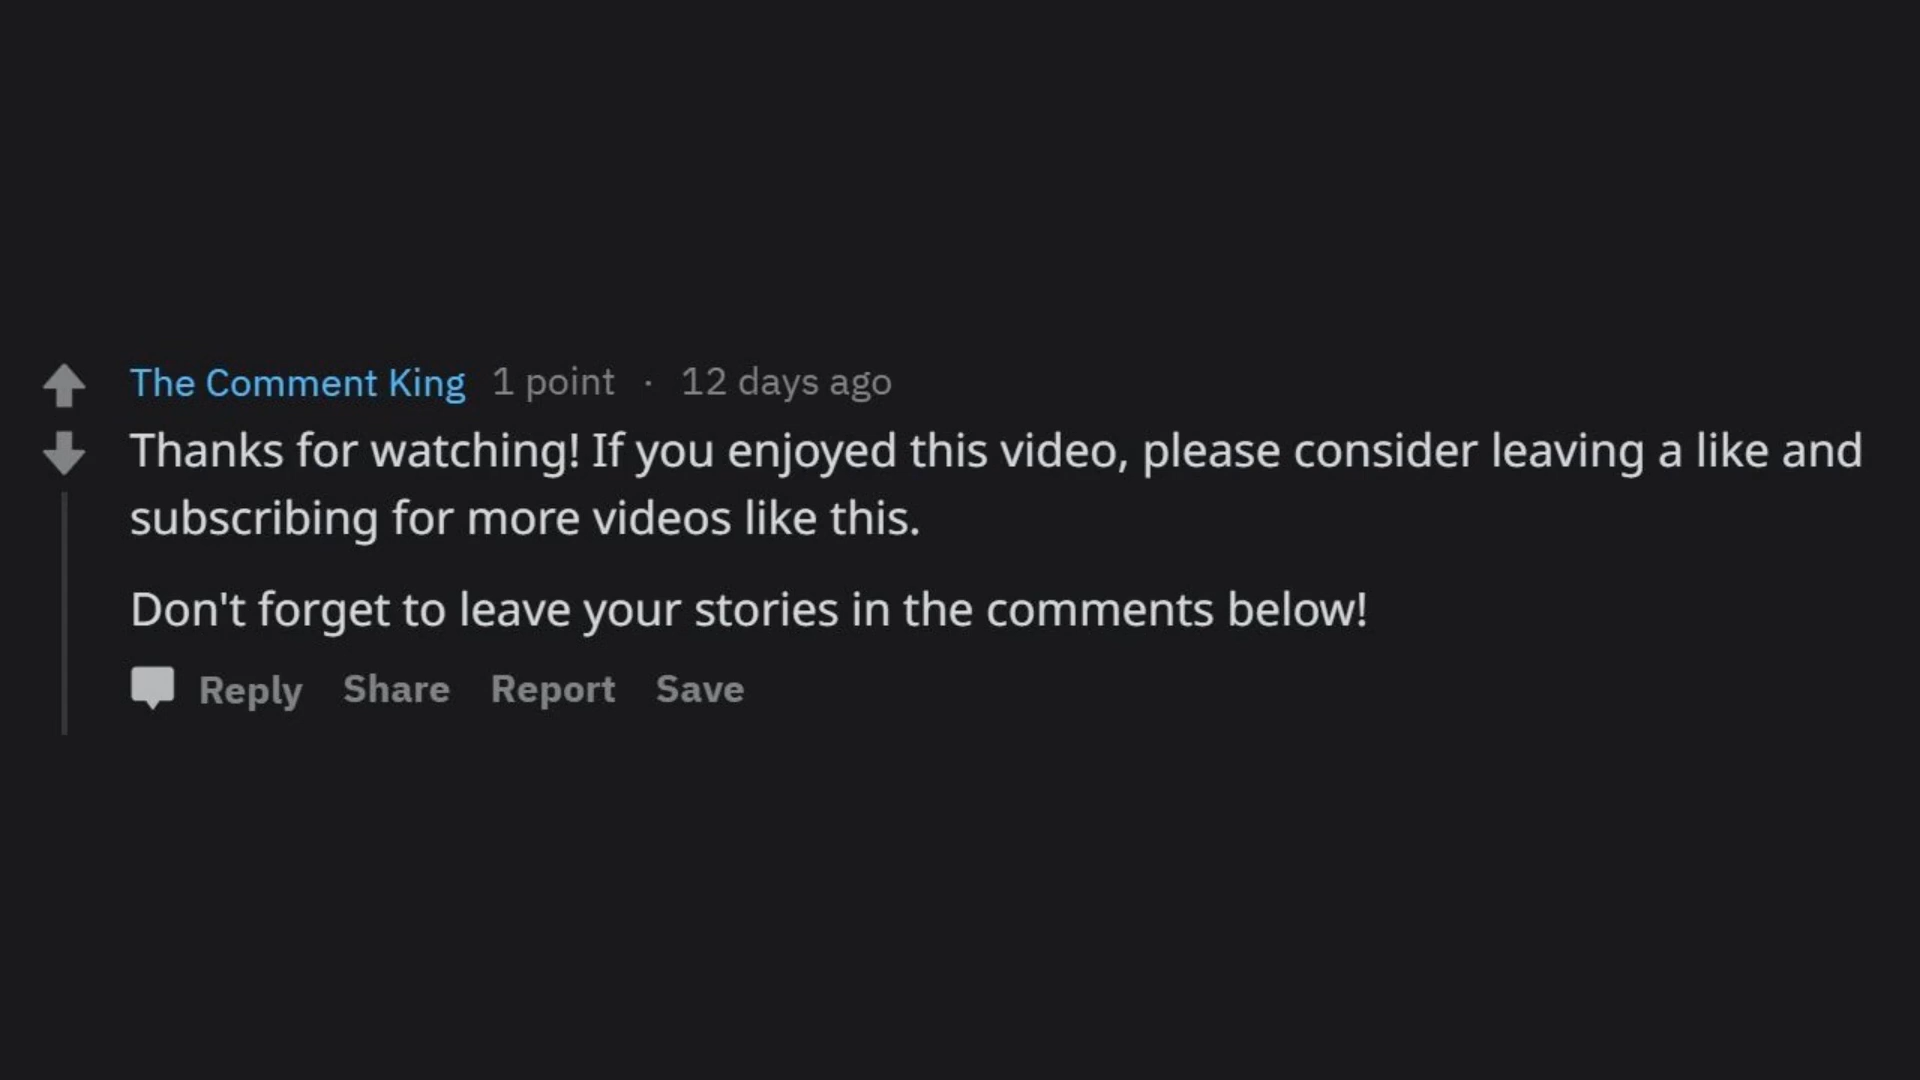 The Comment King 1 point · 12 days ago
Thanks for watching! If you enjoyed this video, please consider leaving a like and
subscribing for more videos like this.
Don't forget to leave your stories in the comments below!
Reply Share Report Save